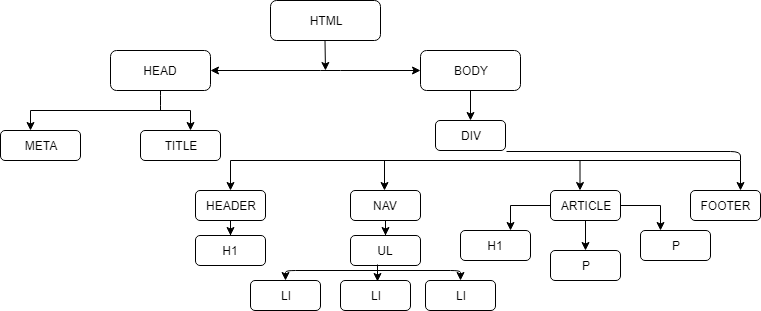 HTML
HEAD
BODY
META
TITLE
DIV
HEADER
NAV
ARTICLE
FOOTER
H1
UL
H1
P
P
LI
LI
LI